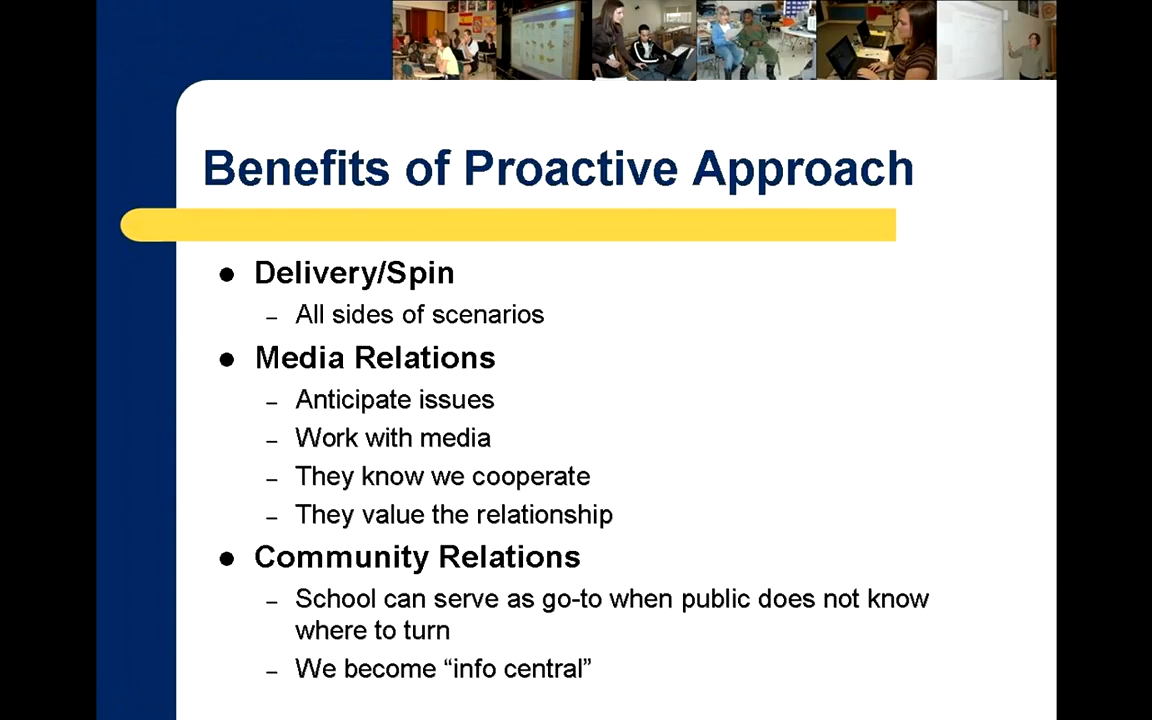 Benefits of Proactive Approach
● Delivery/Spin
– All sides of scenarios
● Media Relations
– Anticipate issues
– Work with media
– They know we cooperate
– They value the relationship
● Community Relations
– School can serve as go-to when public does not know
where to turn
– We become “info central”